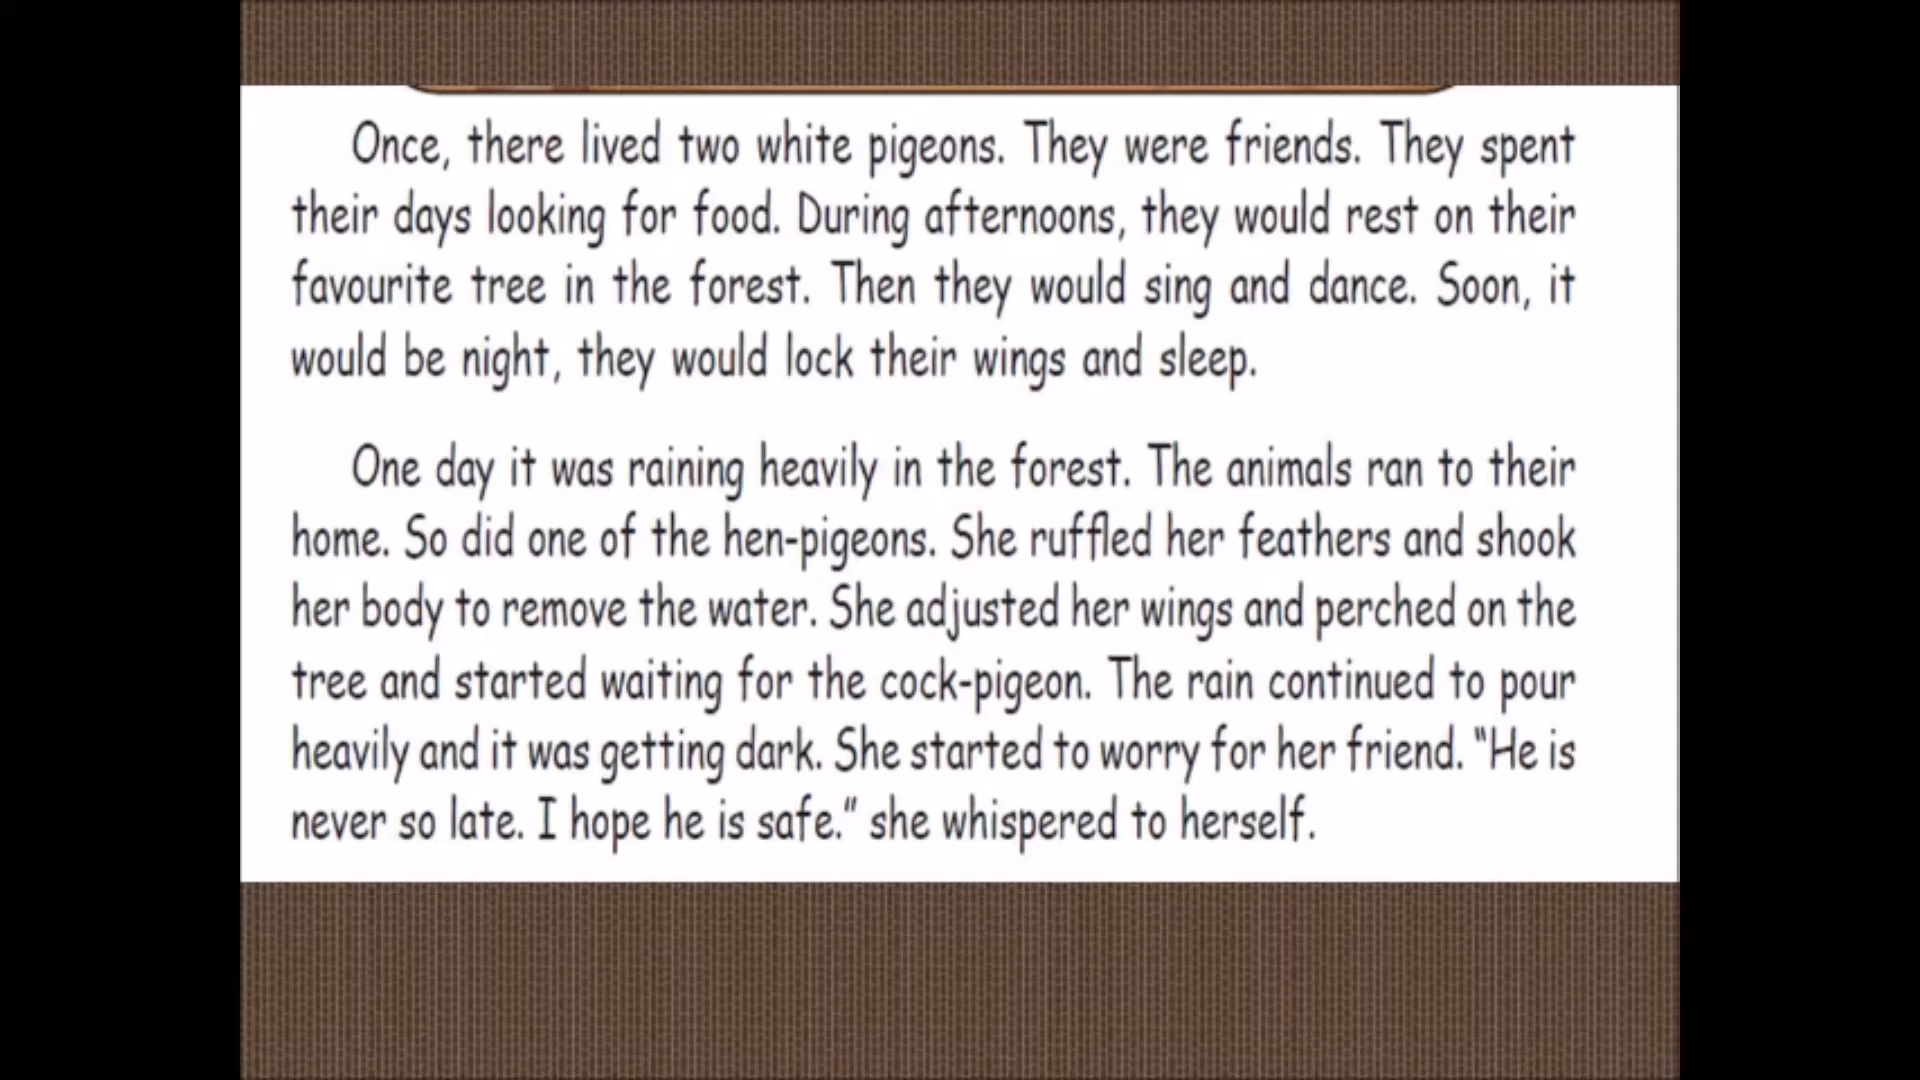 Once, there lived two white pigeons. They were friends. They spent
their days looking for food. During afternoons, they would rest on their
favourite tree in the forest. Then they would sing and dance. Soon, it
would be night, they would lock their wings and sleep.
One day it was raining heavily in the forest. The animals ran to their
home. So did one of the hen-pigeons. She ruffled her feathers and shook
her body to remove the water. She adjusted her wings and perched on the
tree and started waiting for the cock-pigeon. The rain continued to pour
heavily and it was getting dark. She started to worry for her friend. “He is
never so late. I hope he is safe.” she whispered to herself.